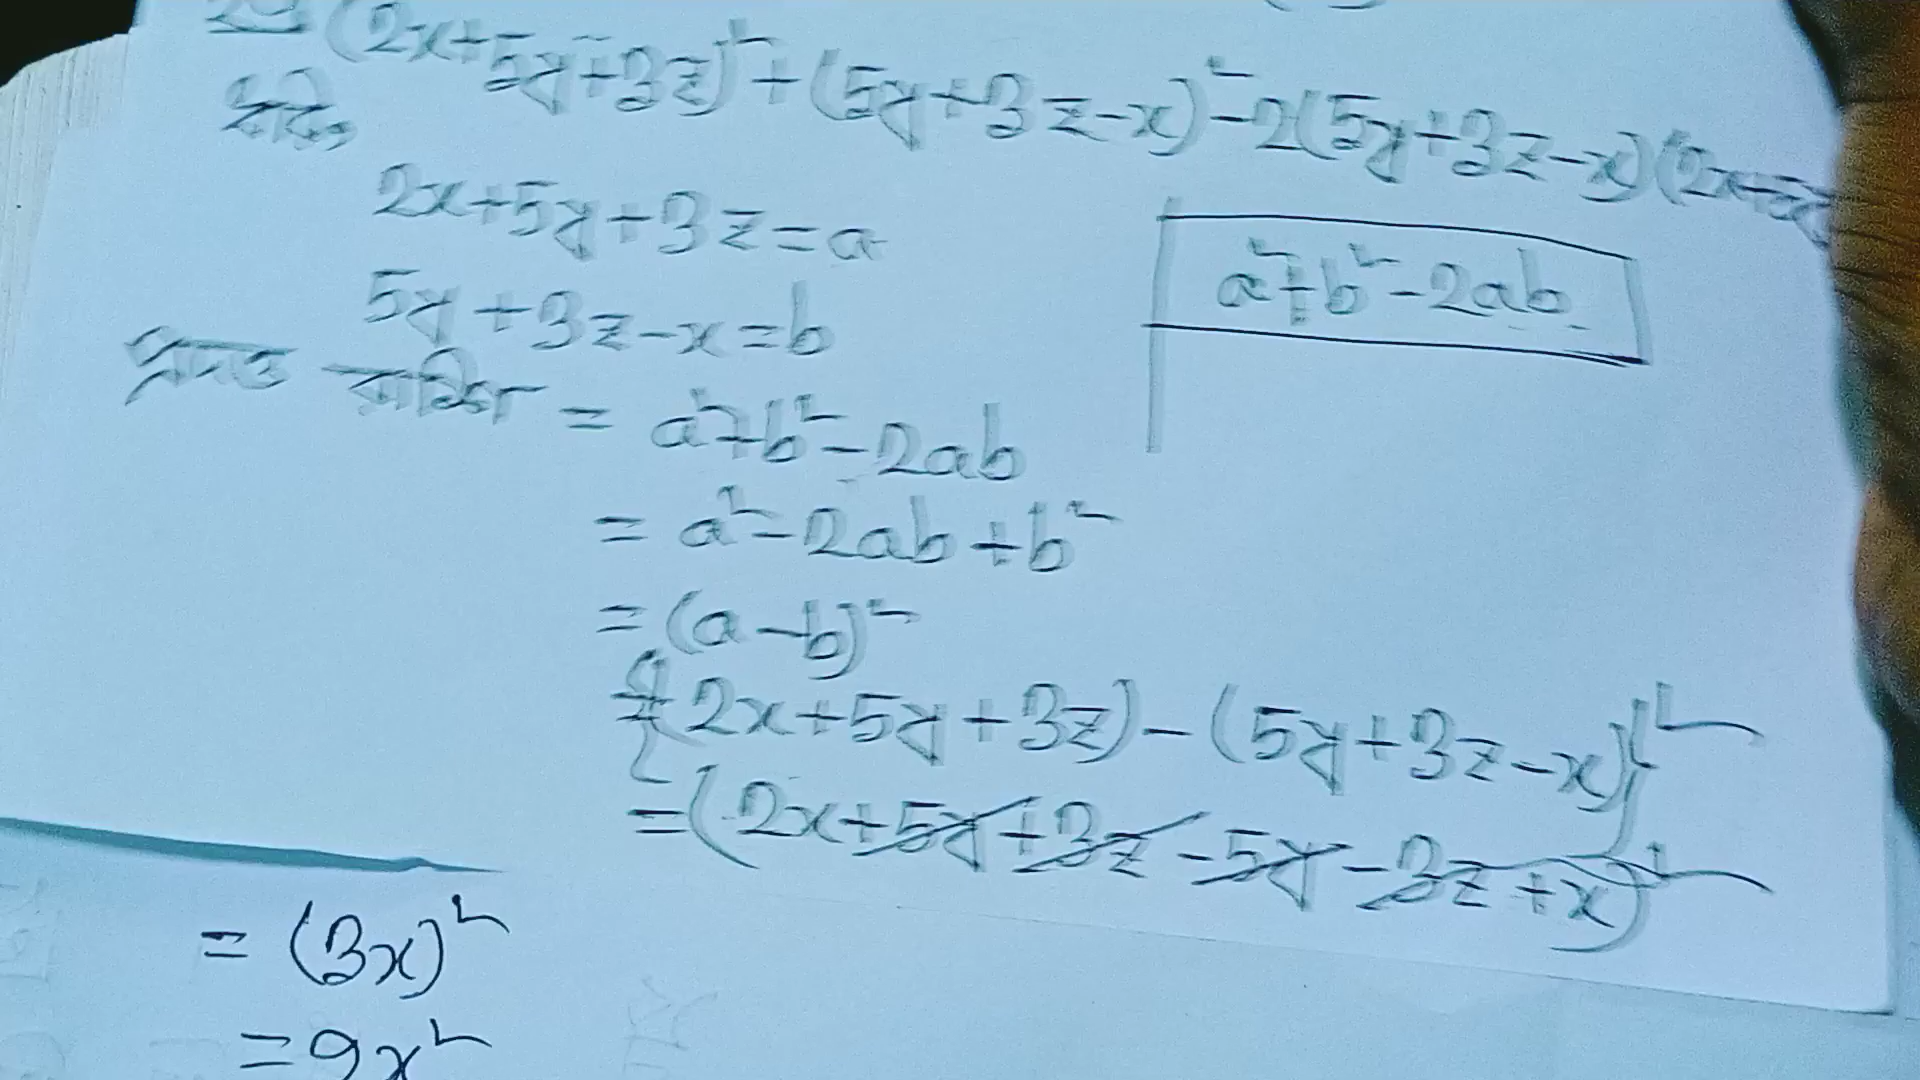 (2x+5y+3z)²+(5y+3z-x)²-2(5y+3z-x)(2x+5y
ধরি,
2x+5y+3z=a
5y+3z-x=b
a²+b²-2ab
প্রদত্ত রাশি = a²+b²-2ab
= a²-2ab+b²
= (a-b)²
={(2x+5y+3z)-(5y+3z-x)}²
=(2x+5y+3z-5y-3z+x)²
= (3x)²
=9x²